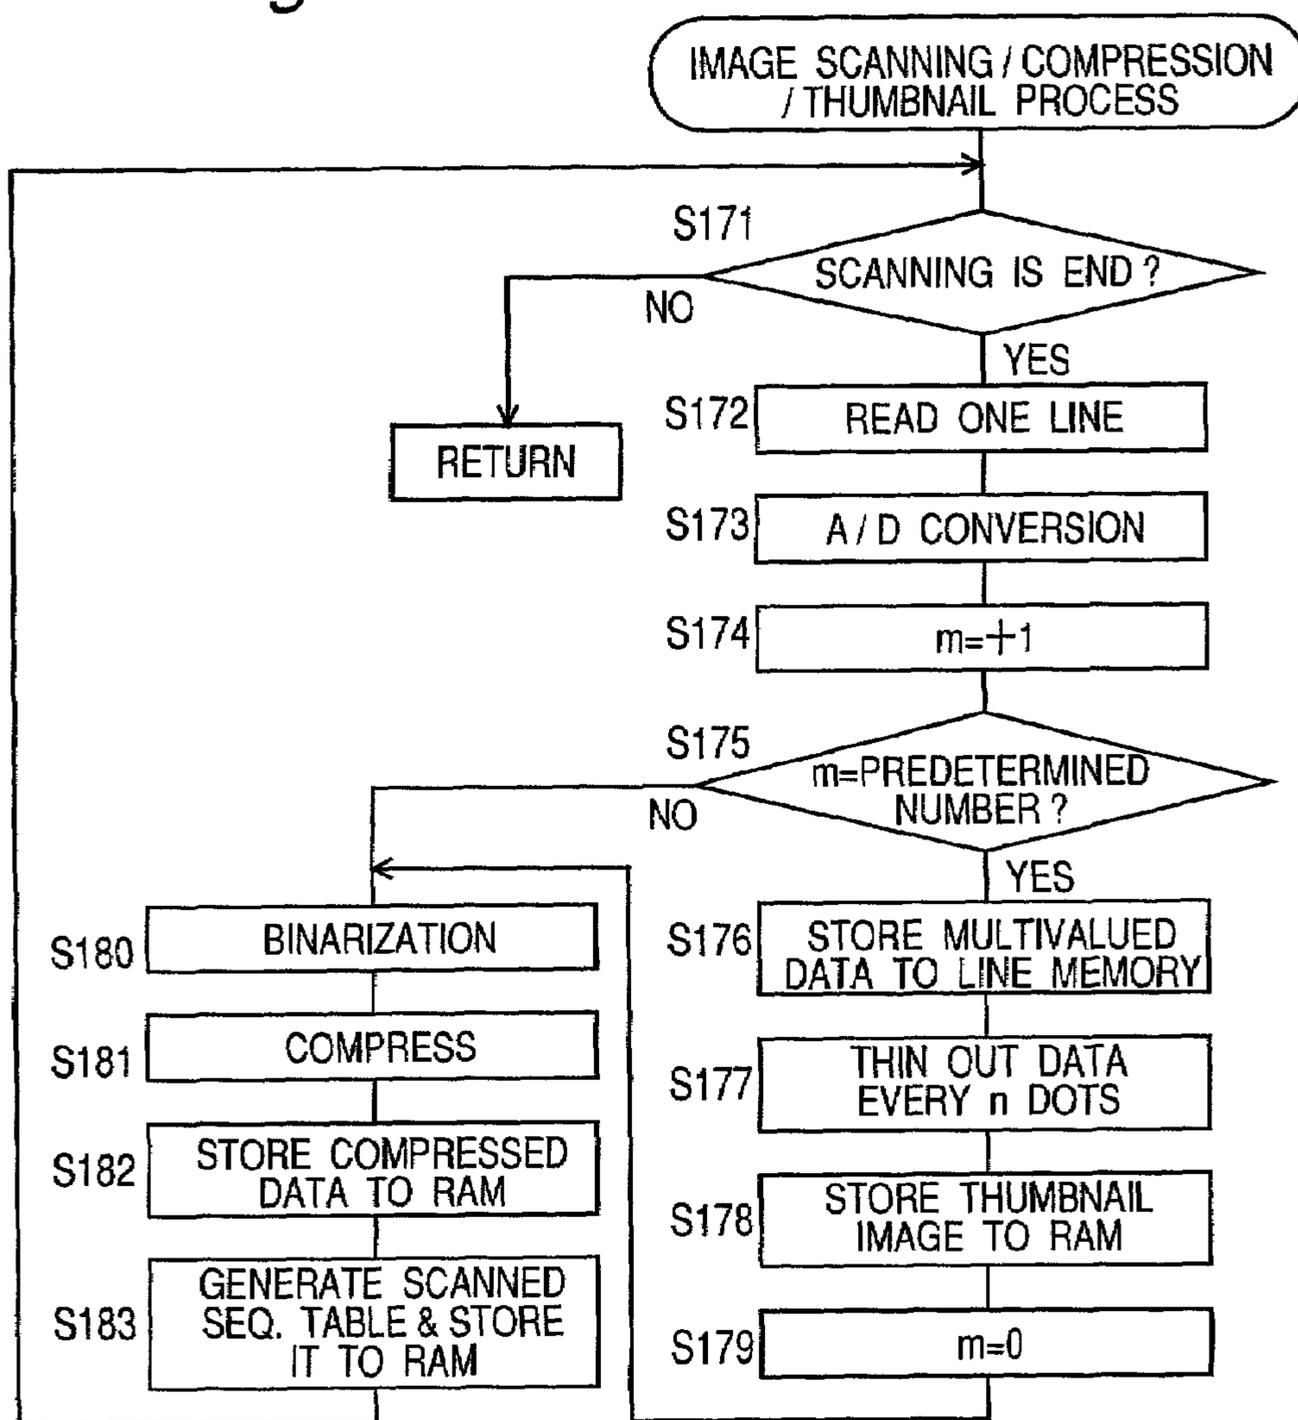 IMAGE SCANNING / COMPRESSION
/ THUMBNAIL PROCESS
S171
SCANNING IS END ?
NO
YES
S172
READ ONE LINE
RETURN
S173
A / D CONVERSION
S174
m=+1
S175
m=PREDETERMINED
NUMBER ?
NO
YES
S180
BINARIZATION
S176
STORE MULTIVALUED
DATA TO LINE MEMORY
S181
COMPRESS
S177
THIN OUT DATA
EVERY n DOTS
S182
STORE COMPRESSED
DATA TO RAM
S178
STORE THUMBNAIL
IMAGE TO RAM
S183
GENERATE SCANNED
SEQ. TABLE & STORE
IT TO RAM
S179
m=0